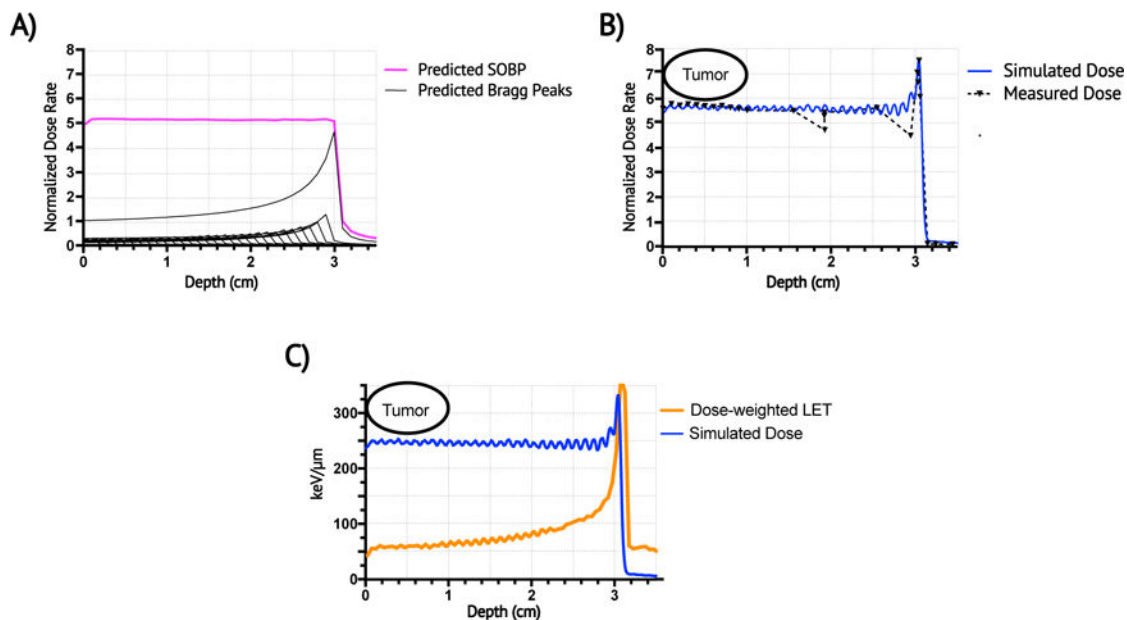 A)
8
7
6
5
4
3
2
1
0
Normalized Dose Rate
0
1
2
3
Depth (cm)
Predicted SOBP
Predicted Bragg Peaks
B)
8
7
6
5
4
3
2
1
0
Normalized Dose Rate
Tumor
0
1
2
3
Depth (cm)
Simulated Dose
Measured Dose
C)
300
200
100
0
keV/μm
Tumor
0
1
2
3
Depth (cm)
Dose-weighted LET
Simulated Dose